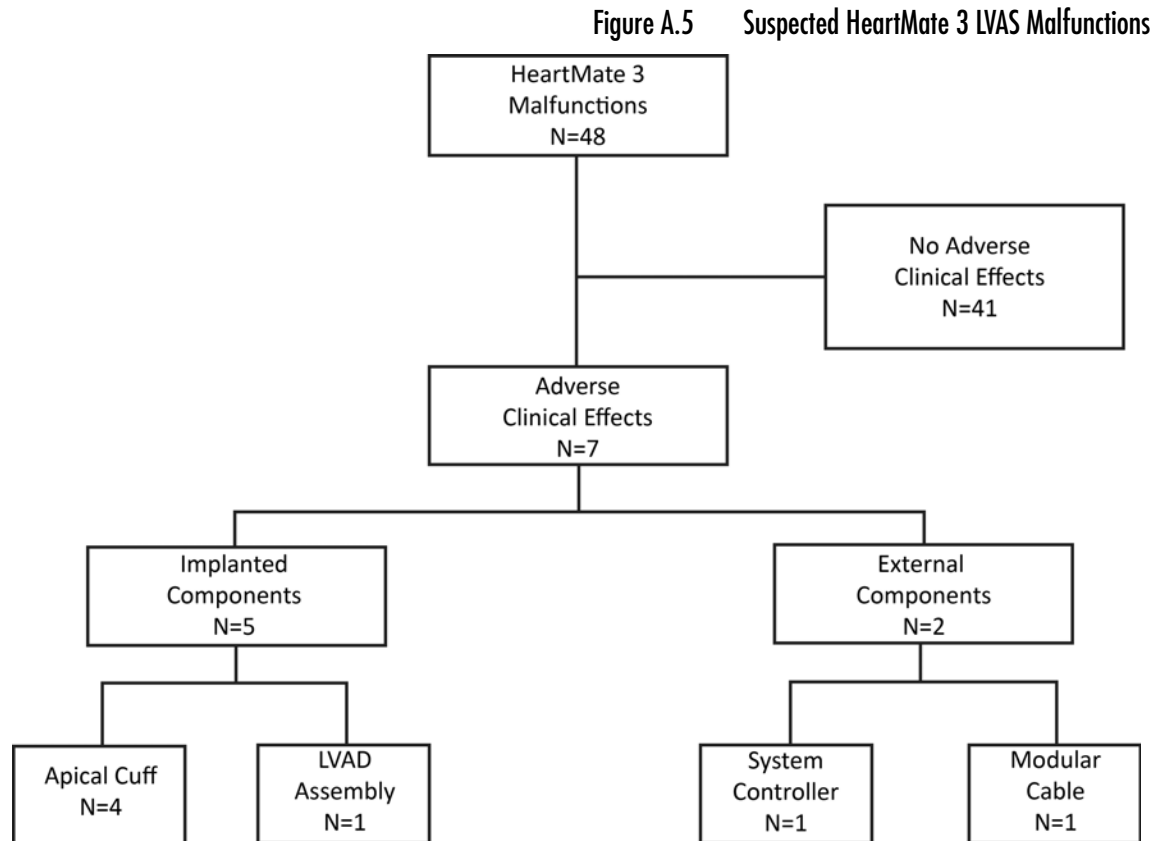 Figure A.5 Suspected HeartMate 3 LVAS Malfunctions
HeartMate 3
Malfunctions
N=48
No Adverse
Clinical Effects
N=41
Adverse
Clinical Effects
N=7
Implanted
Components
N=5
External
Components
N=2
Apical Cuff
N=4
LVAD
Assembly
N=1
System
Controller
N=1
Modular
Cable
N=1